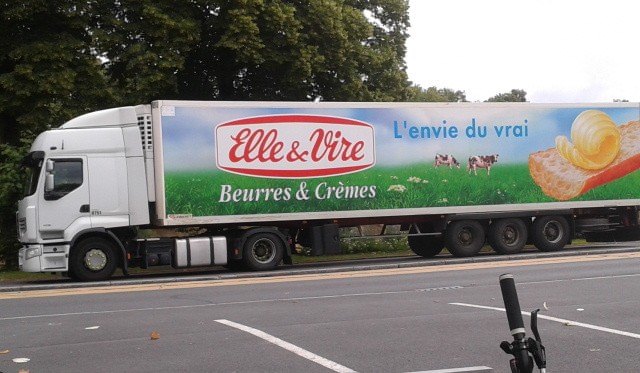 Elle & Vire
Beurres & Crèmes
L'envie du vrai